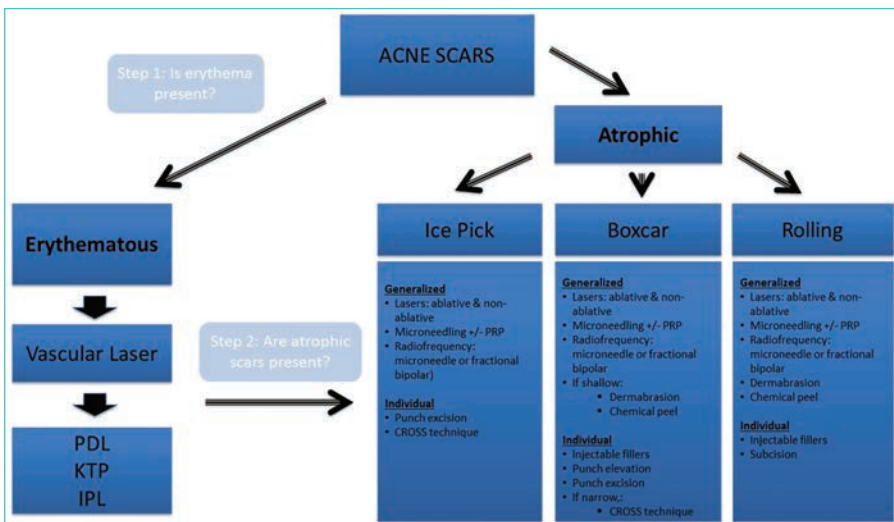 ACNE SCARS
Step 1: Is erythema
present?
Atrophic
Erythematous
Vascular Laser
PDL
KTP
IPL
Step 2: Are atrophic
scars present?
Ice Pick
Generalized
• Lasers: ablative & non-
ablative
• Microneedling +/- PRP
• Radiofrequency:
microneedle or fractional
bipolar)
Individual
• Punch excision
• CROSS technique
Boxcar
Generalized
• Lasers: ablative & non-
ablative
• Microneedling +/- PRP
• Radiofrequency:
microneedle or fractional
bipolar
• If shallow:
▪ Dermabrasion
▪ Chemical peel
Individual
• Injectable fillers
• Punch elevation
• Punch excision
• If narrow,:
▪ CROSS technique
Rolling
Generalized
• Lasers: ablative & non-
ablative
• Microneedling +/- PRP
• Radiofrequency:
microneedle or fractional
bipolar
• Dermabrasion
• Chemical peel
Individual
• Injectable fillers
• Subcision